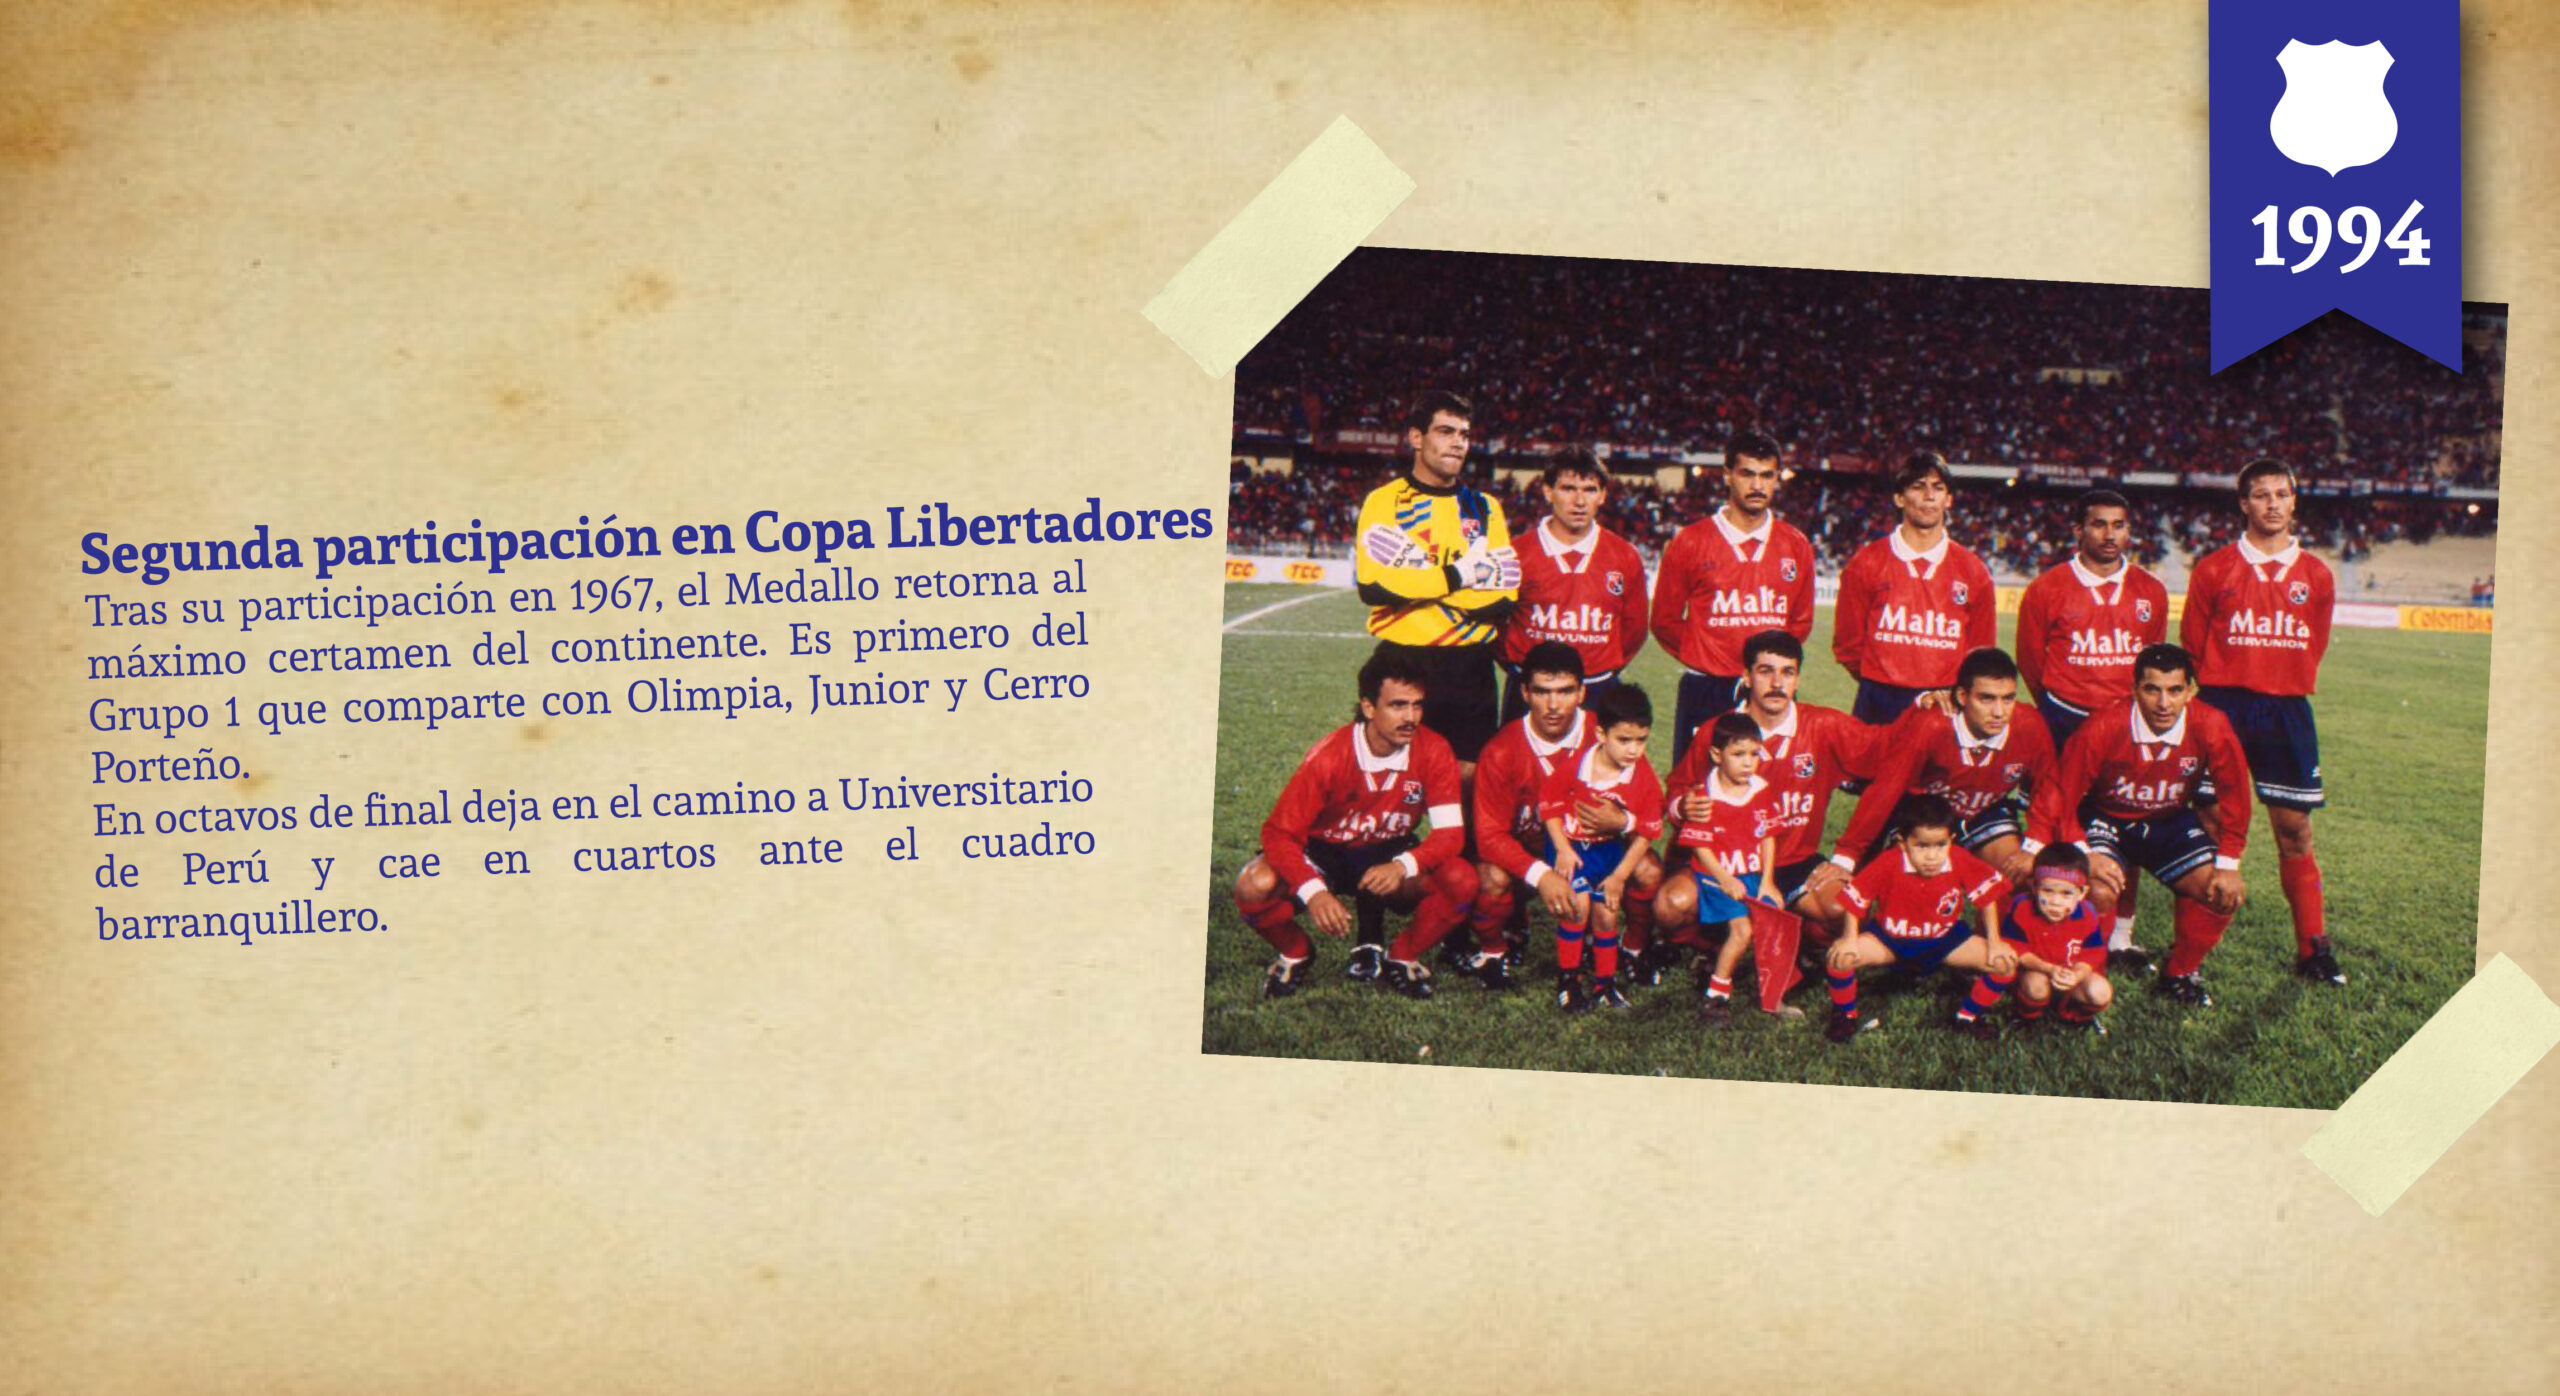 1994
Segunda participación en Copa Libertadores
Tras su participación en 1967, el Medallo retorna al
máximo certamen del continente. Es primero del
Grupo 1 que comparte con Olimpia, Junior y Cerro
Porteño.
En octavos de final deja en el camino a Universitario
de Perú y cae en cuartos ante el cuadro
barranquillero.
TCC TCC
Colombia
Malta
CERVUNION
Malta
CERVUNION
Malta
CERVUNION
Malta
Malta
CERVUNION
Malta
Malta